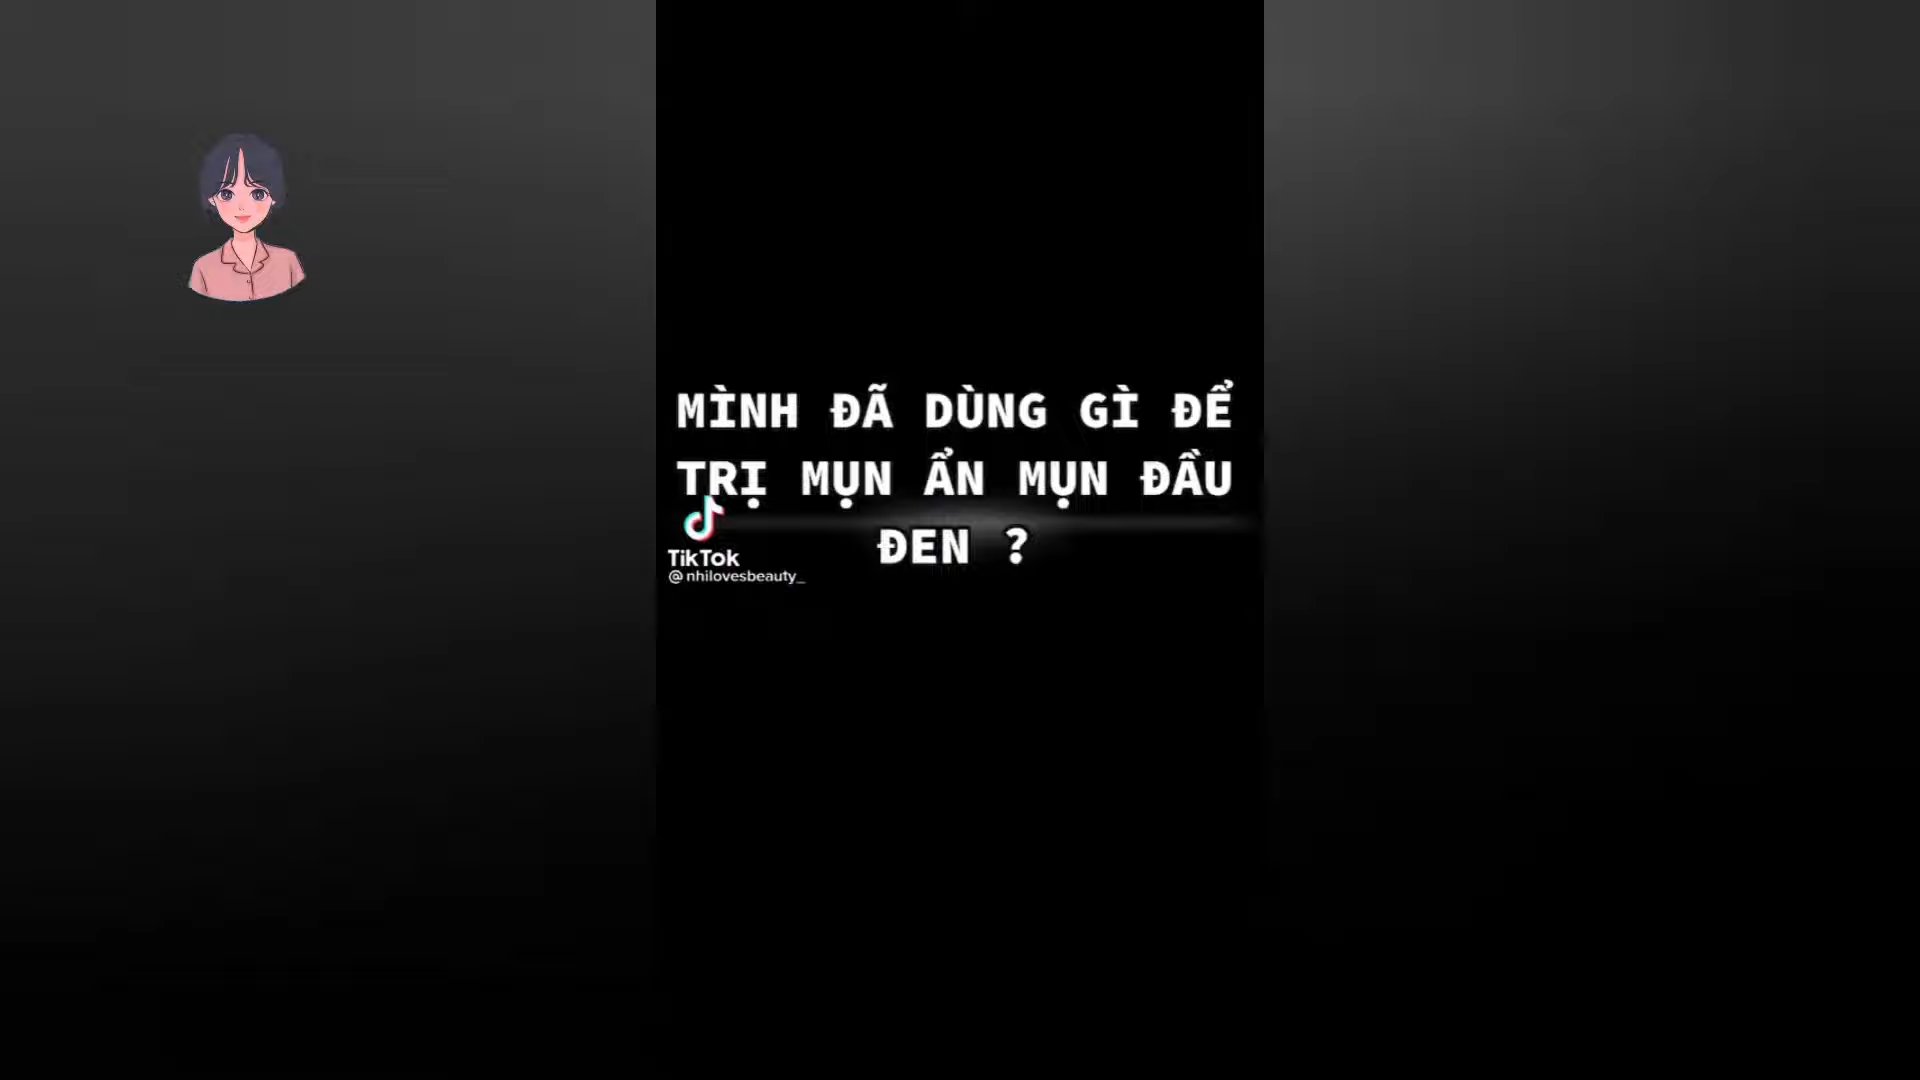 MÌNH ĐÃ DÙNG GÌ ĐỂ
TRỊ MỤN ẨN MỤN ĐẦU
ĐEN ?
TikTok
@nhilovesbeauty_